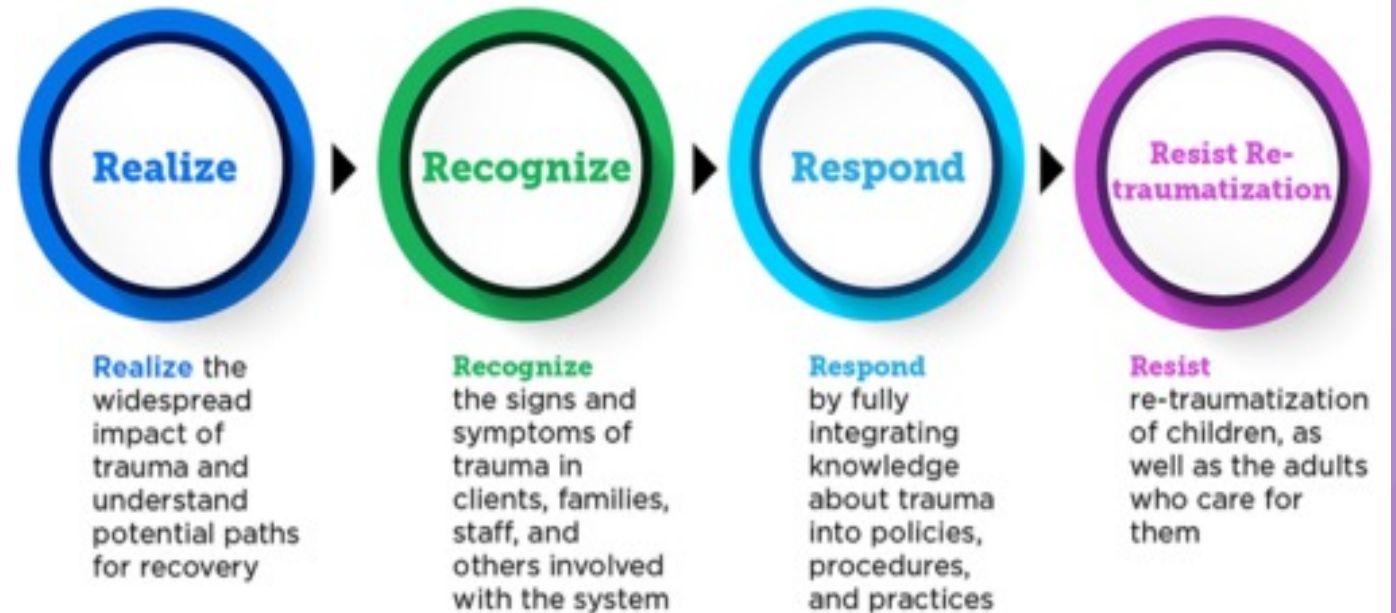 Realize
Recognize
Respond
Resist Re-
traumatization
Realize the
widespread
impact of
trauma and
understand
potential paths
for recovery
Recognize
the signs and
symptoms of
trauma in
clients, families,
staff, and
others involved
with the system
Respond
by fully
integrating
knowledge
about trauma
into policies,
procedures,
and practices
Resist
re-traumatization
of children, as
well as the adults
who care for
them